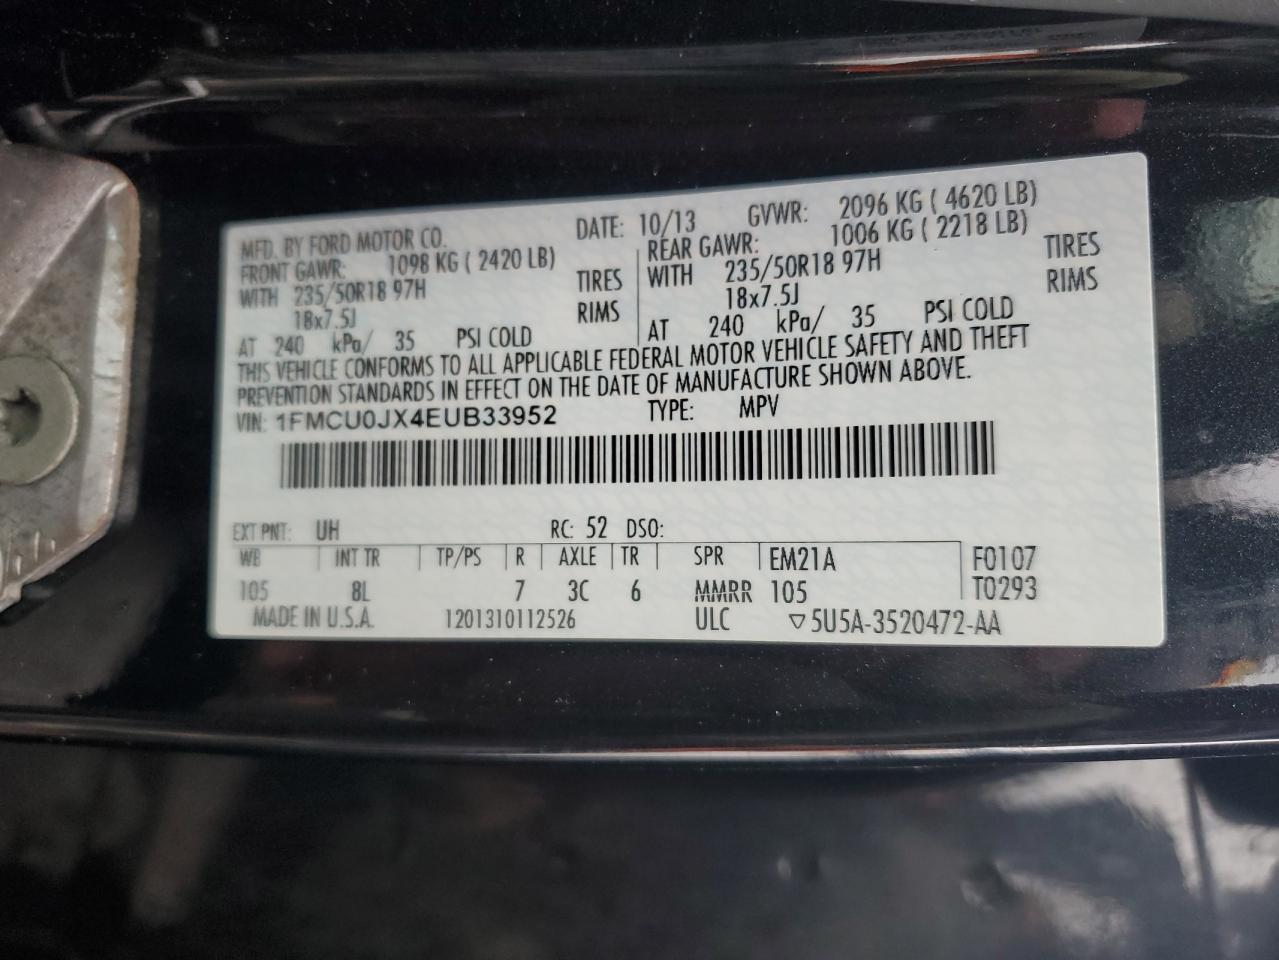 MFD. BY FORD MOTOR CO. DATE: 10/13 GVWR: 2096 KG ( 4620 LB)
FRONT GAWR: 1098 KG ( 2420 LB) REAR GAWR: 1006 KG ( 2218 LB)
WITH 235/50R18 97H TIRES WITH 235/50R18 97H TIRES
18x7.5J RIMS 18x7.5J RIMS
AT 240 kPa/ 35 PSI COLD AT 240 kPa/ 35 PSI COLD
THIS VEHICLE CONFORMS TO ALL APPLICABLE FEDERAL MOTOR VEHICLE SAFETY AND THEFT
PREVENTION STANDARDS IN EFFECT ON THE DATE OF MANUFACTURE SHOWN ABOVE.
VIN: 1FMCU0JX4EUB33952 TYPE: MPV
EXT PNT: UH RC: 52 DSO:
WB INT TR TP/PS R AXLE TR SPR EM21A F0107
105 8L 7 3C 6 MMRR 105 T0293
MADE IN U.S.A. 1201310112526 ULC ▽5U5A-3520472-AA